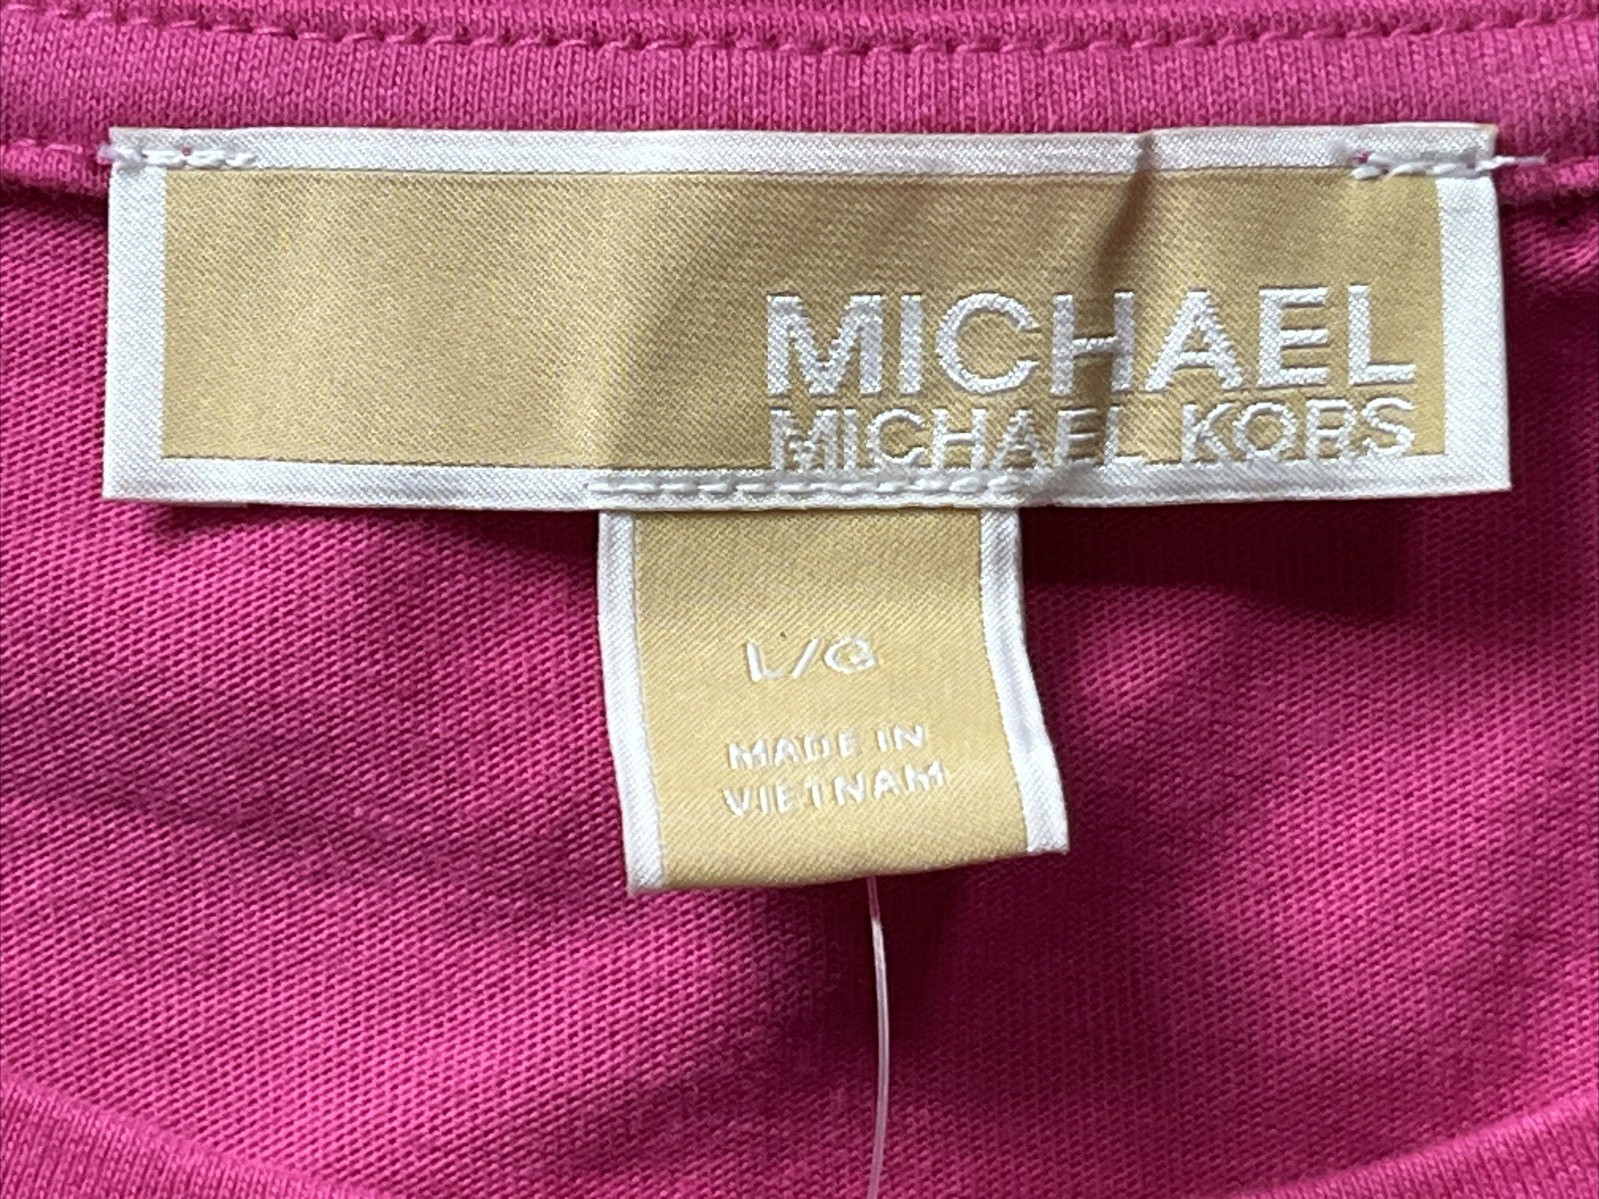 MICHAEL
MICHAEL KORS
L/G
MADE IN
VIETNAM